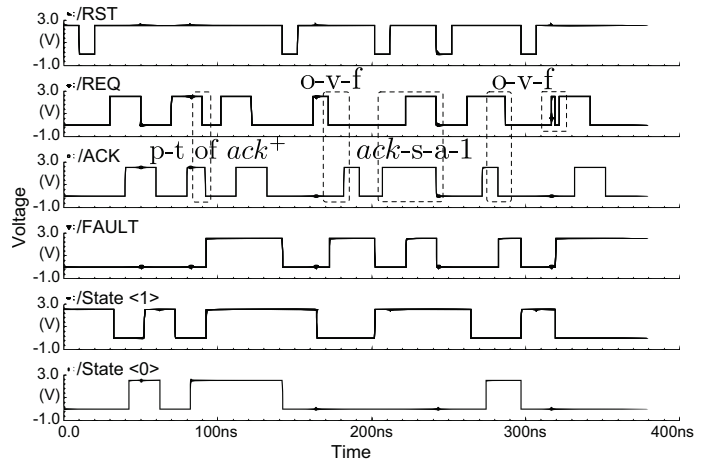 /RST
3.0
(V)
-1.0
/REQ
o-v-f
o-v-f
3.0
(V)
-1.0
p-t of ack+
ack-s-a-1
/ACK
3.0
(V)
-1.0
/FAULT
3.0
(V)
-1.0
/State <1>
3.0
(V)
-1.0
/State <0>
3.0
(V)
-1.0
Voltage
0.0
100ns
200ns
300ns
400ns
Time